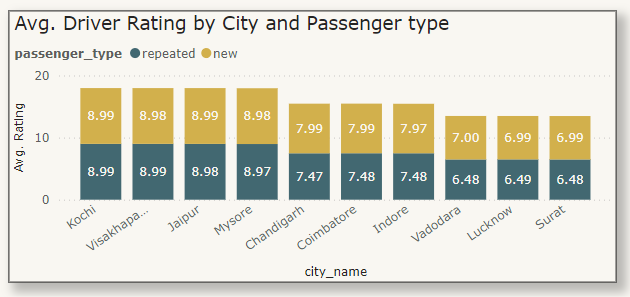 Avg. Driver Rating by City and Passenger type
passenger_type repeated new
20
10
0
Avg. Rating
8.99 8.98 8.99 8.98 7.99 7.99 7.97 7.00 6.99 6.99
8.99 8.99 8.98 8.97 7.47 7.48 7.48 6.48 6.49 6.48
Kochi Visakhapa... Jaipur Mysore Chandigarh Coimbatore Indore Vadodara Lucknow Surat
city_name